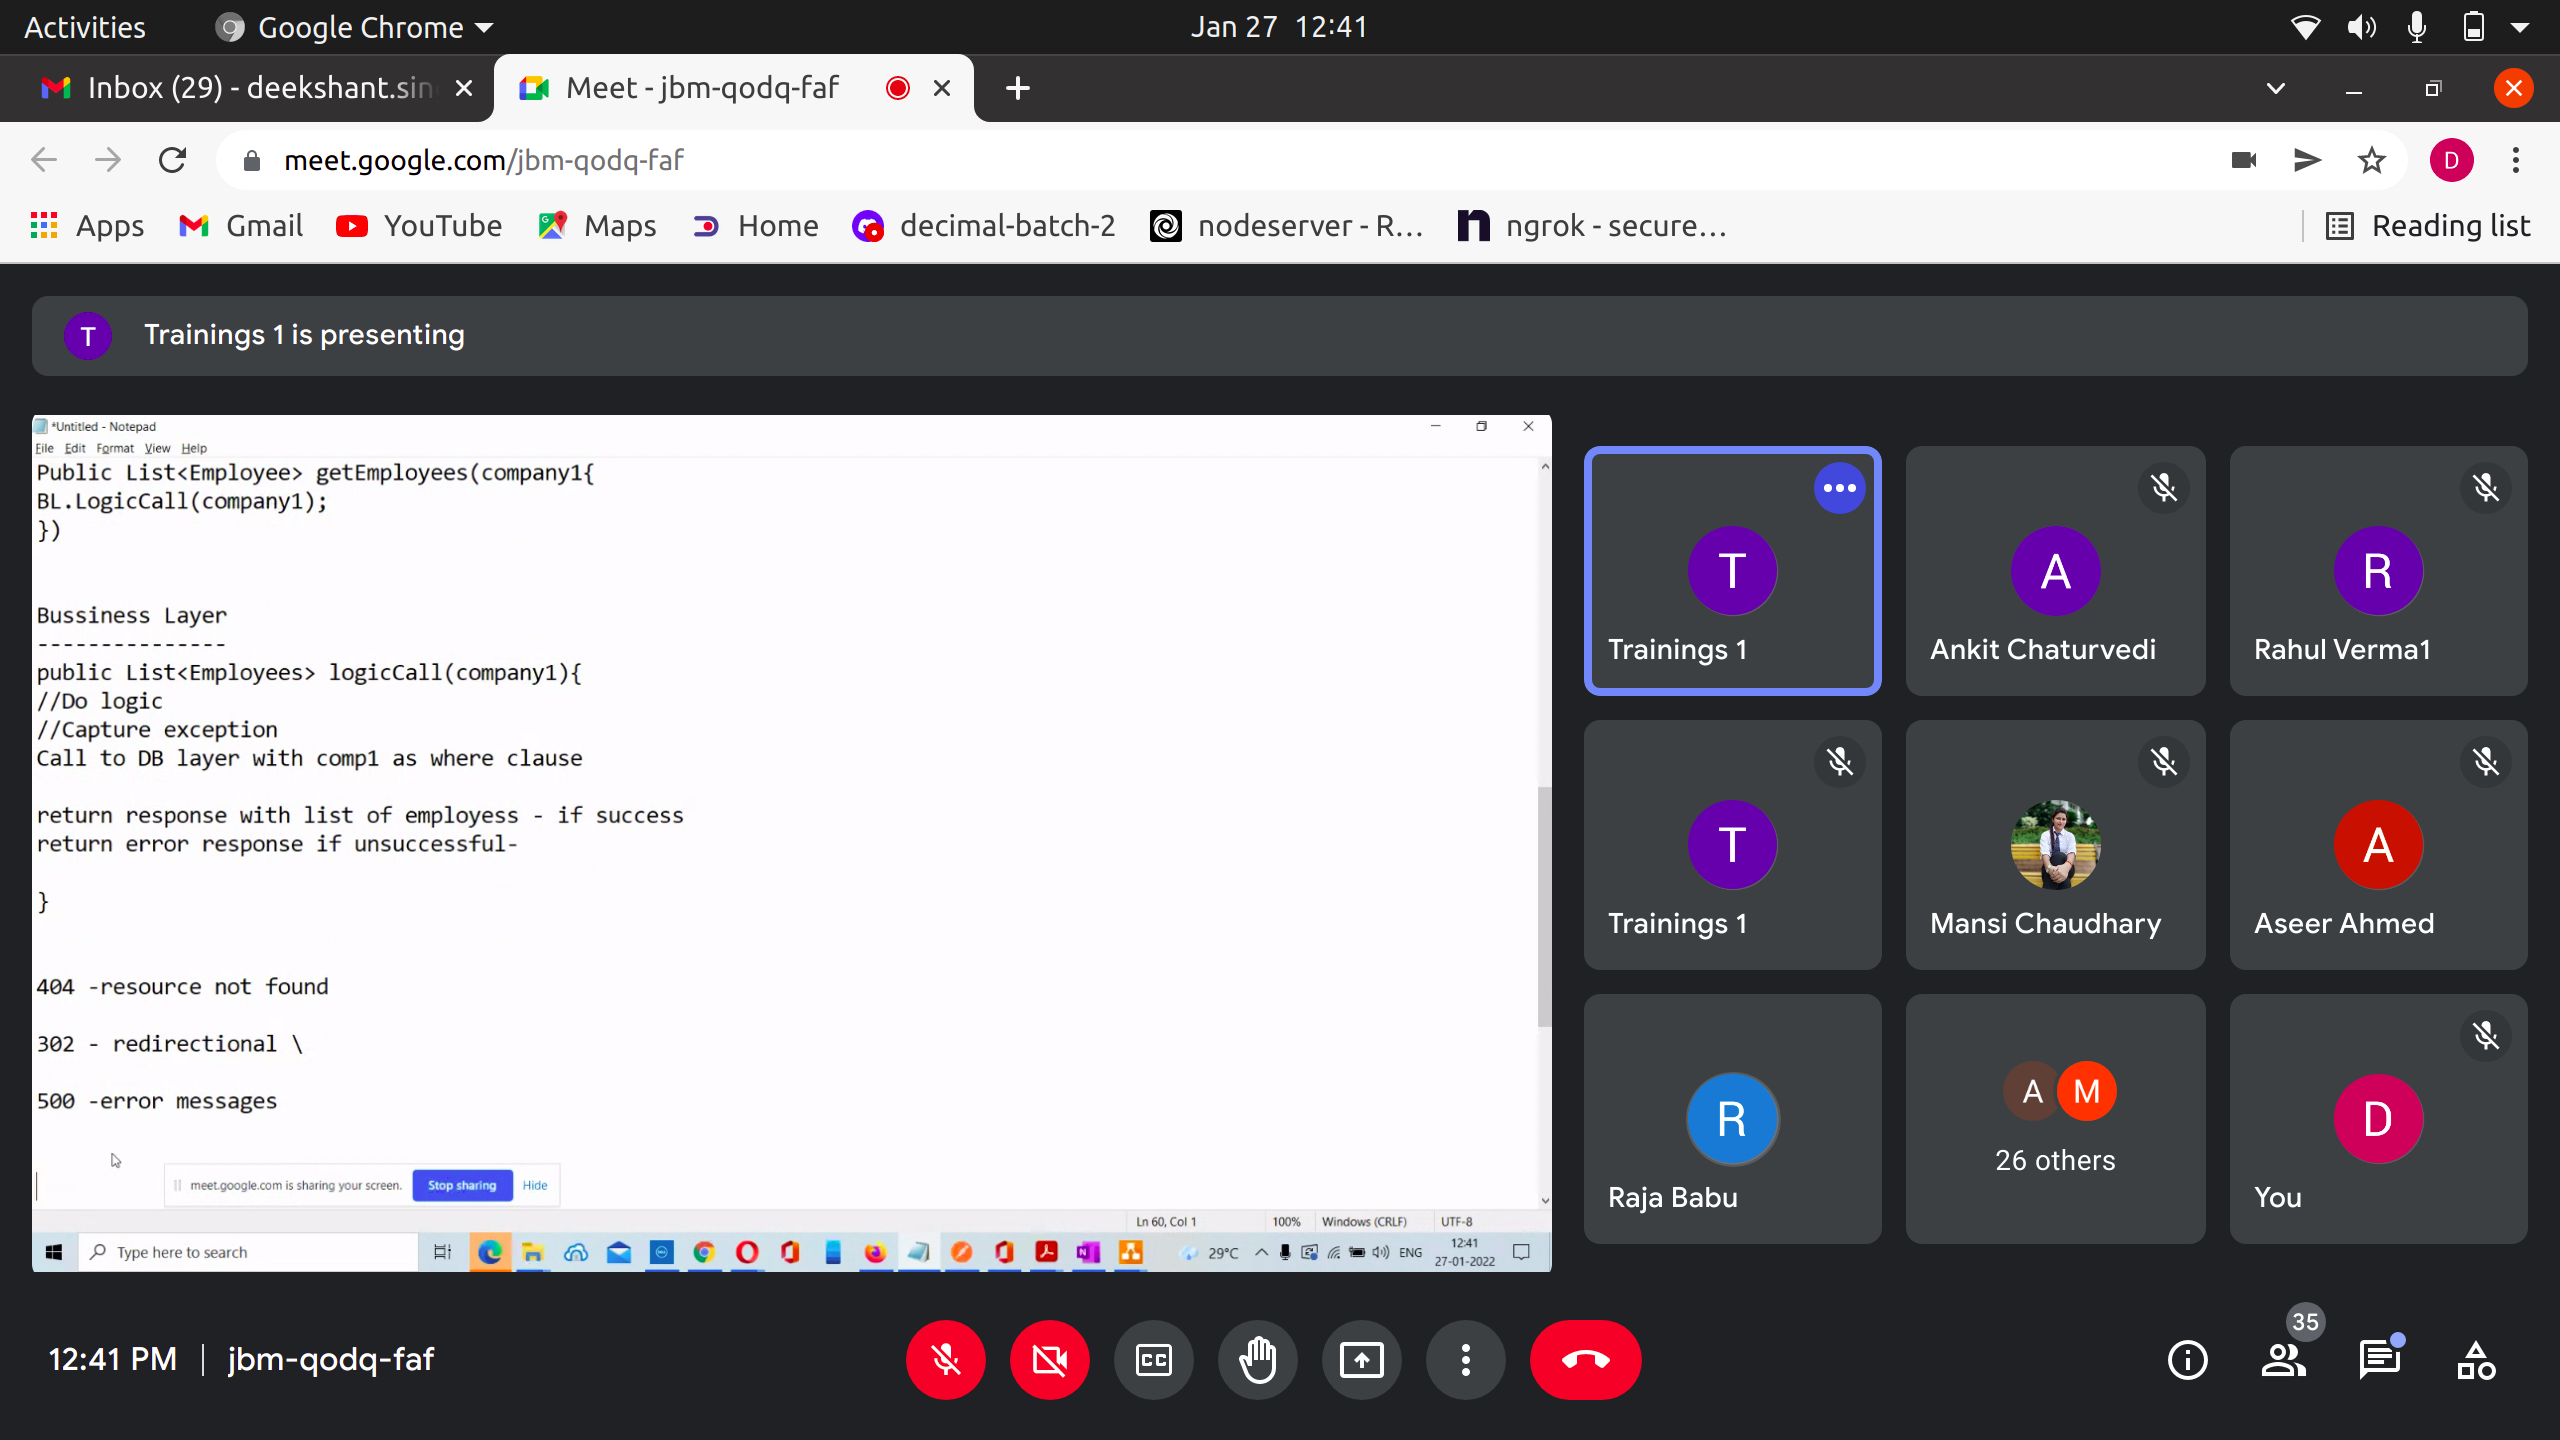 Activities
Google Chrome
Jan 27 12:41
Inbox (29) - deekshant.sin
Meet - jbm-qodq-faf
meet.google.com/jbm-qodq-faf
D
Apps
Gmail
YouTube
Maps
Home
decimal-batch-2
nodeserver - R...
ngrok - secure...
Reading list
T
Trainings 1 is presenting
*Untitled - Notepad
File Edit Format View Help
Public List<Employee> getEmployees(company1{
BL.LogicCall(company1);
})
Bussiness Layer
---------------
public List<Employees> logicCall(company1){
//Do logic
//Capture exception
Call to DB layer with comp1 as where clause
return response with list of employess - if success
return error response if unsuccessful-
}
404 -resource not found
302 - redirectional \
500 -error messages
meet.google.com is sharing your screen.
Stop sharing
Hide
Ln 60, Col 1
100%
Windows (CRLF)
UTF-8
Type here to search
29°C
ENG
12:41
27-01-2022
T
Trainings 1
A
Ankit Chaturvedi
R
Rahul Verma1
T
Trainings 1
Mansi Chaudhary
A
Aseer Ahmed
R
Raja Babu
A M
26 others
D
You
12:41 PM
jbm-qodq-faf
CC
35